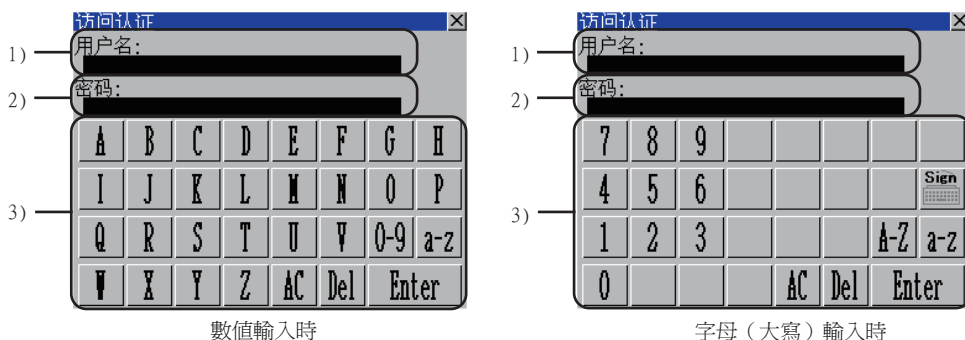 访问认证
1)
用户名:
2)
密码:
3)
A B C D E F G H
I J K L M N O P
Q R S T U V 0-9 a-z
W X Y Z AC Del Enter
數值輸入時
访问认证
1)
用户名:
2)
密码:
3)
7 8 9
4 5 6 Sign
1 2 3 A-Z a-z
0 AC Del Enter
字母（大寫）輸入時